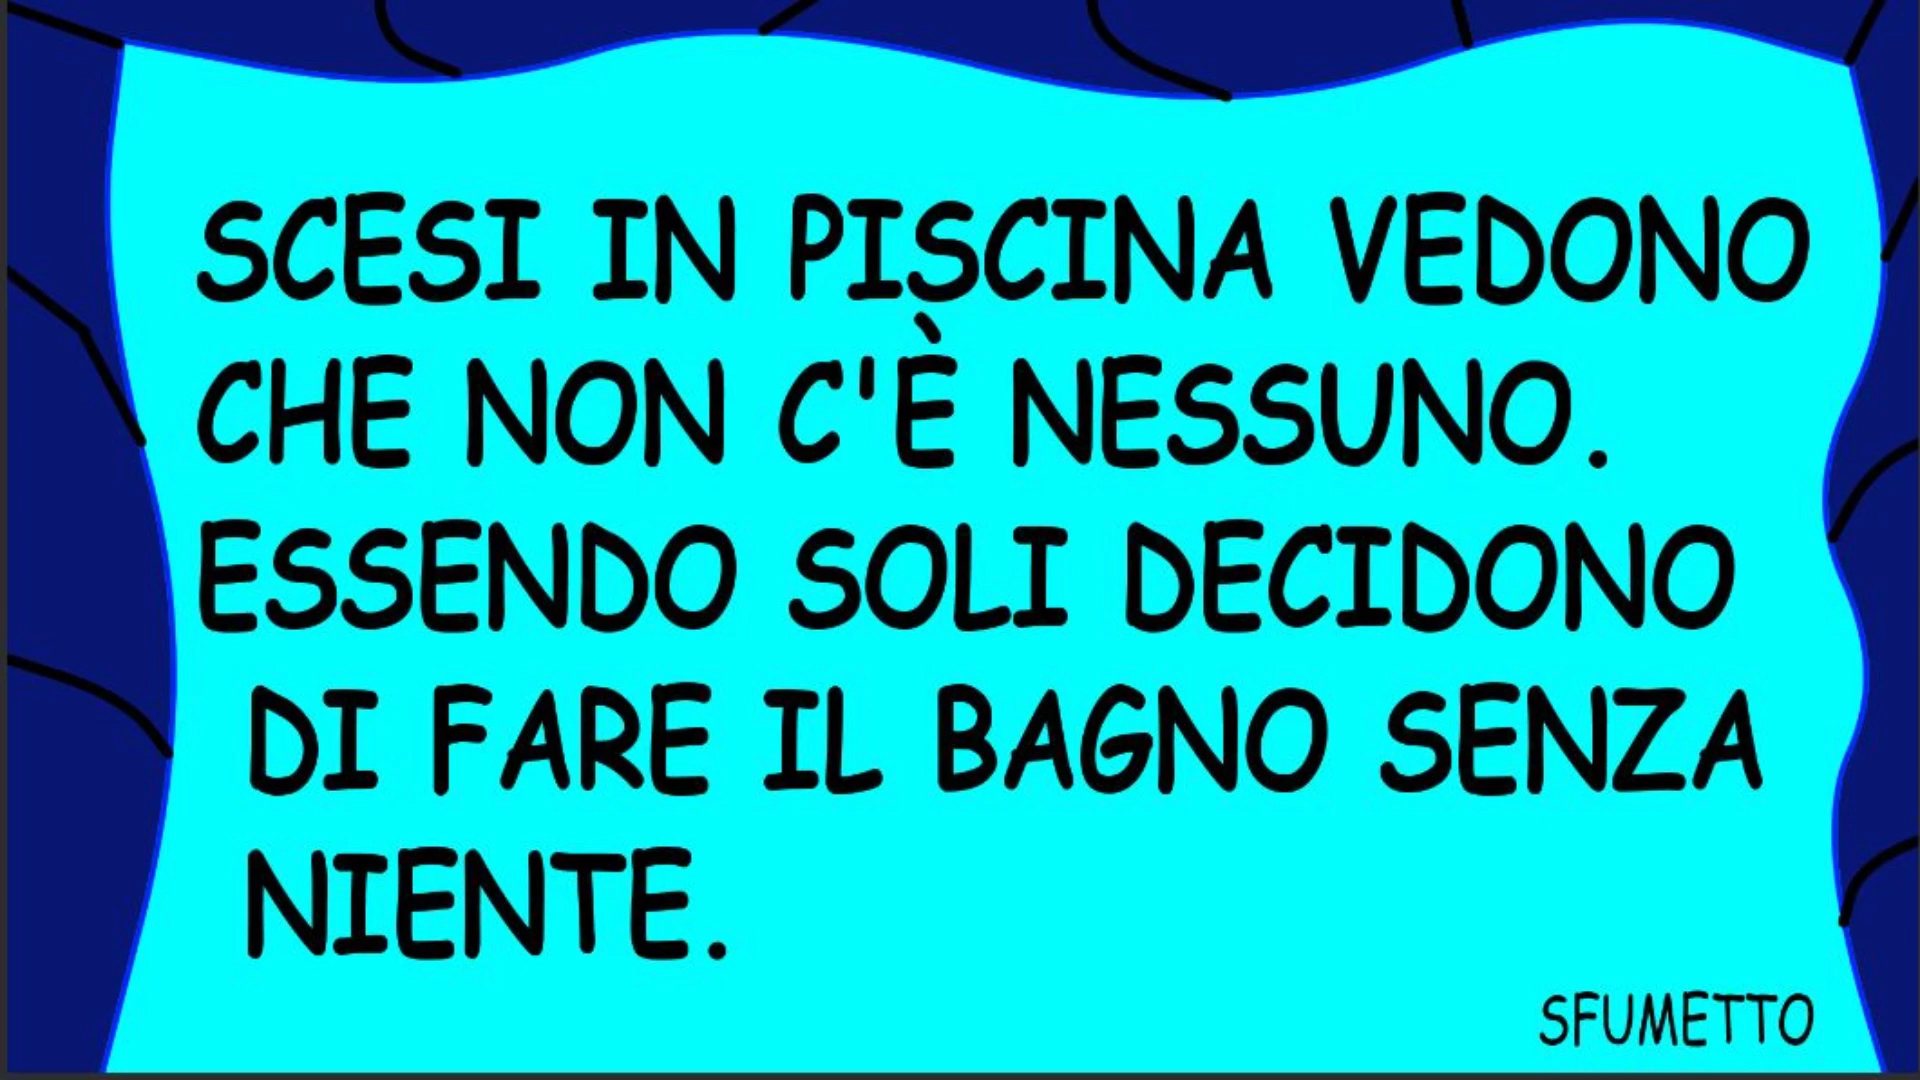 SCESI IN PISCINA VEDONO
CHE NON C'È NESSUNO.
ESSENDO SOLI DECIDONO
DI FARE IL BAGNO SENZA
NIENTE.
SFUMETTO